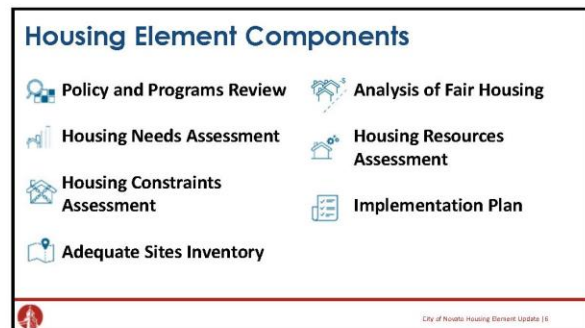 Housing Element Components
Policy and Programs Review
Housing Needs Assessment
Housing Constraints
Assessment
Adequate Sites Inventory
Analysis of Fair Housing
Housing Resources
Assessment
Implementation Plan
City of Novato Housing Element Update |6